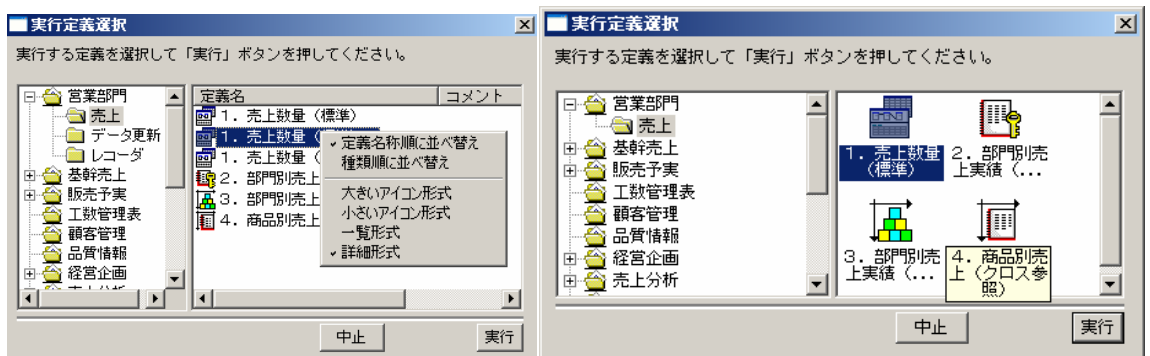 実行定義選択
実行する定義を選択して「実行」ボタンを押してください。
営業部門
売上
データ更新
レコーダ
基幹売上
販売予実
工数管理表
顧客管理
品質情報
経営企画
定義名 コメント
1. 売上数量（標準）
1. 売上数量（
1. 売上数量（
2. 部門別売上
3. 部門別売上
4. 商品別売上
定義名称順に並べ替え
種類順に並べ替え
大きいアイコン形式
小さいアイコン形式
一覧形式
詳細形式
中止 実行
実行定義選択
実行する定義を選択して「実行」ボタンを押してください。
営業部門
売上
基幹売上
販売予実
工数管理表
顧客管理
品質情報
経営企画
売上分析
1. 売上数量
（標準）
2. 部門別売
上実績（...
3. 部門別売
上実績（...
4. 商品別売
上（クロス参
照）
中止 実行